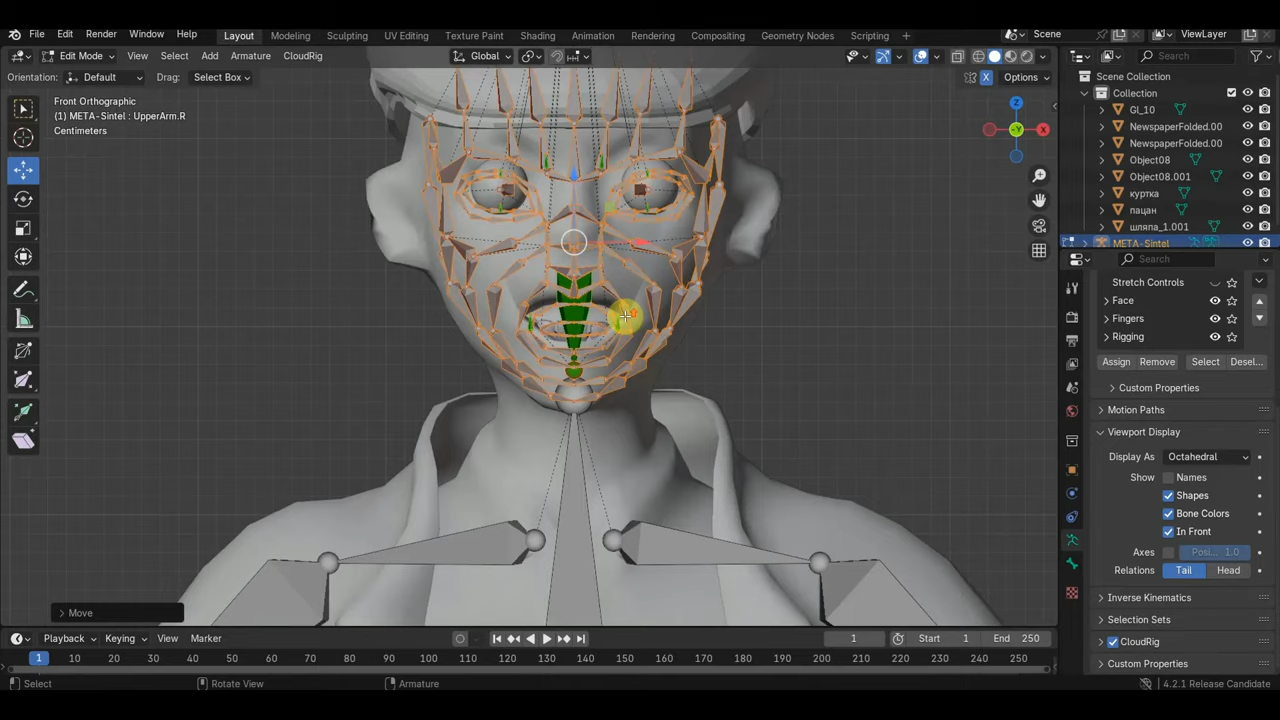 File Edit Render Window Help Layout Modeling Sculpting UV Editing Texture Paint Shading Animation Rendering Compositing Geometry Nodes Scripting + Scene ViewLayer
Edit Mode View Select Add Armature CloudRig Global Search
Orientation: Default Drag: Select Box X Options
Front Orthographic
(1) META-Sintel : UpperArm.R
Centimeters
Z
-Y
X
Scene Collection
Collection
GI_10
NewspaperFolded.00
NewspaperFolded.00
Object08
Object08.001
куртка
пацан
шляпа_1.001
META-Sintel
Search
Stretch Controls
Face
Fingers
Rigging
Assign Remove Select Desel...
Custom Properties
Motion Paths
Viewport Display
Display As Octahedral
Show Names
Shapes
Bone Colors
In Front
Axes Posi... 1.0
Relations Tail Head
Inverse Kinematics
Selection Sets
CloudRig
Custom Properties
Move
Playback Keying View Marker 1 Start 1 End 250
1 10 20 30 40 50 60 70 80 90 100 110 120 130 140 150 160 170 180 190 200 210 220 230 240 250
Select Rotate View Armature 4.2.1 Release Candidate